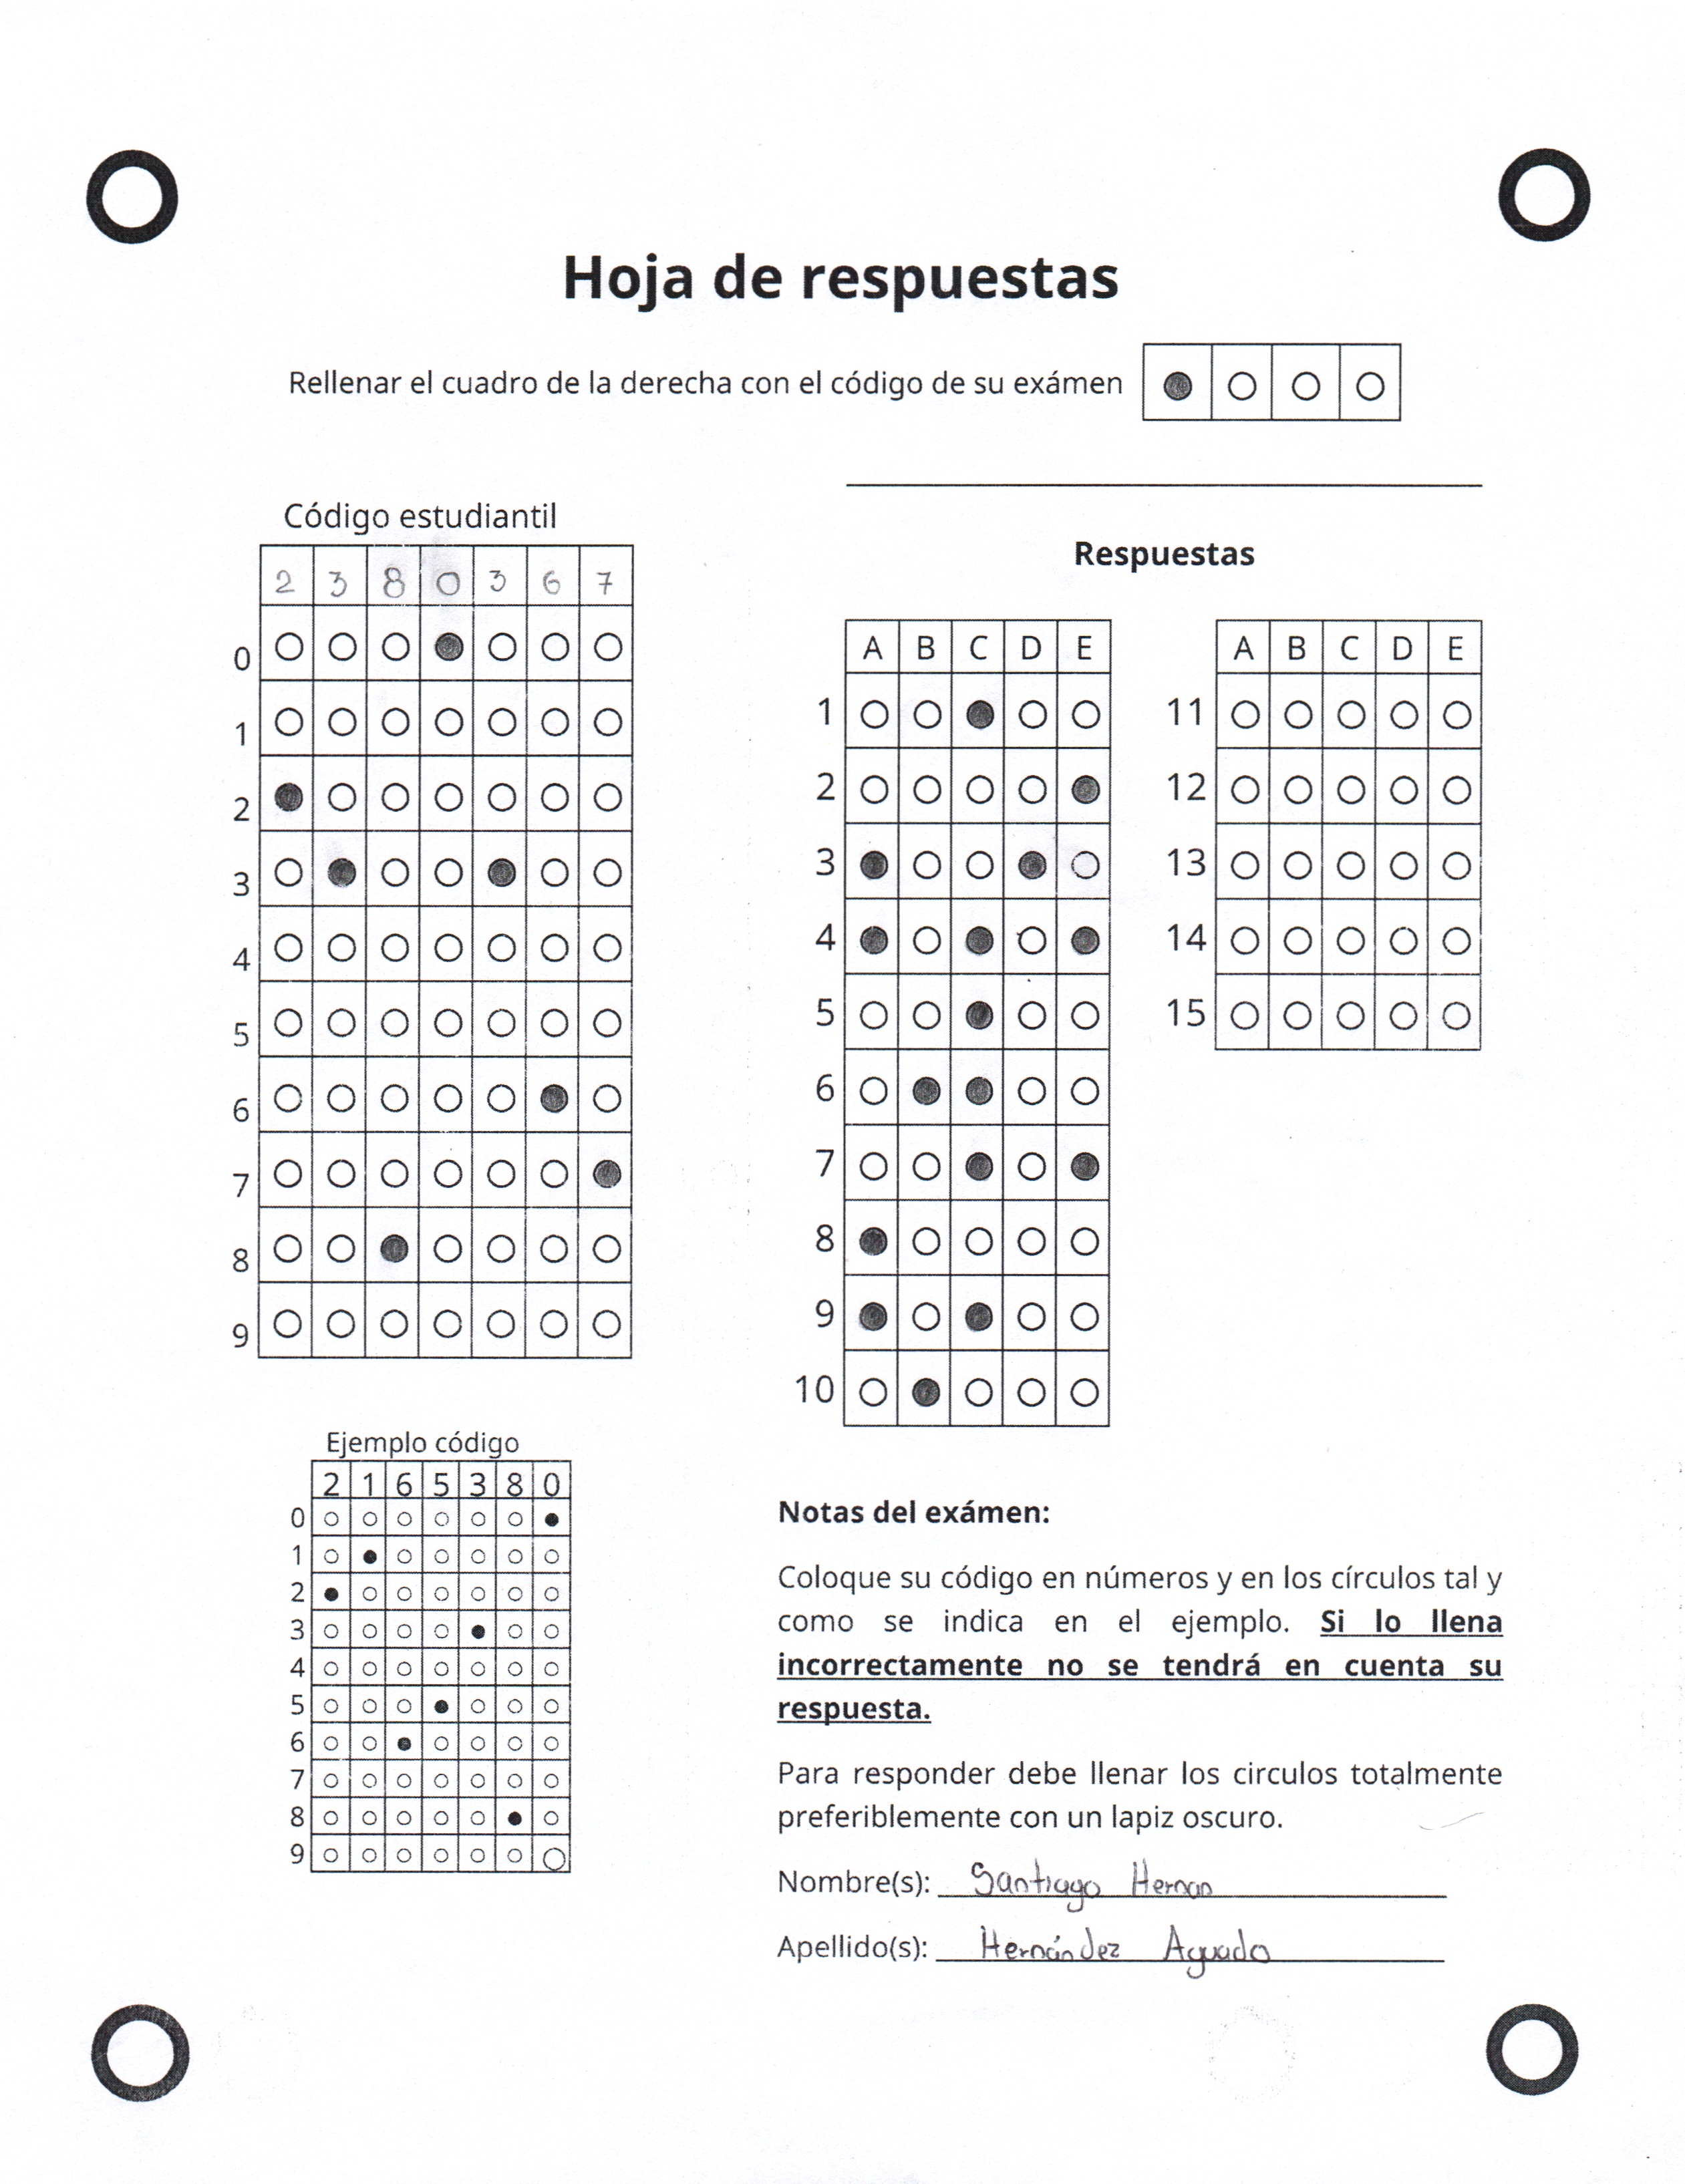 Hoja de respuestas
Rellenar el cuadro de la derecha con el código de su exámen
Código estudiantil
2 3 8 0 3 6 7
0
1
2
3
4
5
6
7
8
9
Respuestas
A B C D E
1
2
3
4
5
6
7
8
9
10
A B C D E
11
12
13
14
15
Ejemplo código
2 1 6 5 3 8 0
0
1
2
3
4
5
6
7
8
9
Notas del exámen:
Coloque su código en números y en los círculos tal y
como se indica en el ejemplo. Si lo llena
incorrectamente no se tendrá en cuenta su
respuesta.
Para responder debe llenar los circulos totalmente
preferiblemente con un lapiz oscuro.
Nombre(s): Santiago Hernan
Apellido(s): Hernández Aguado